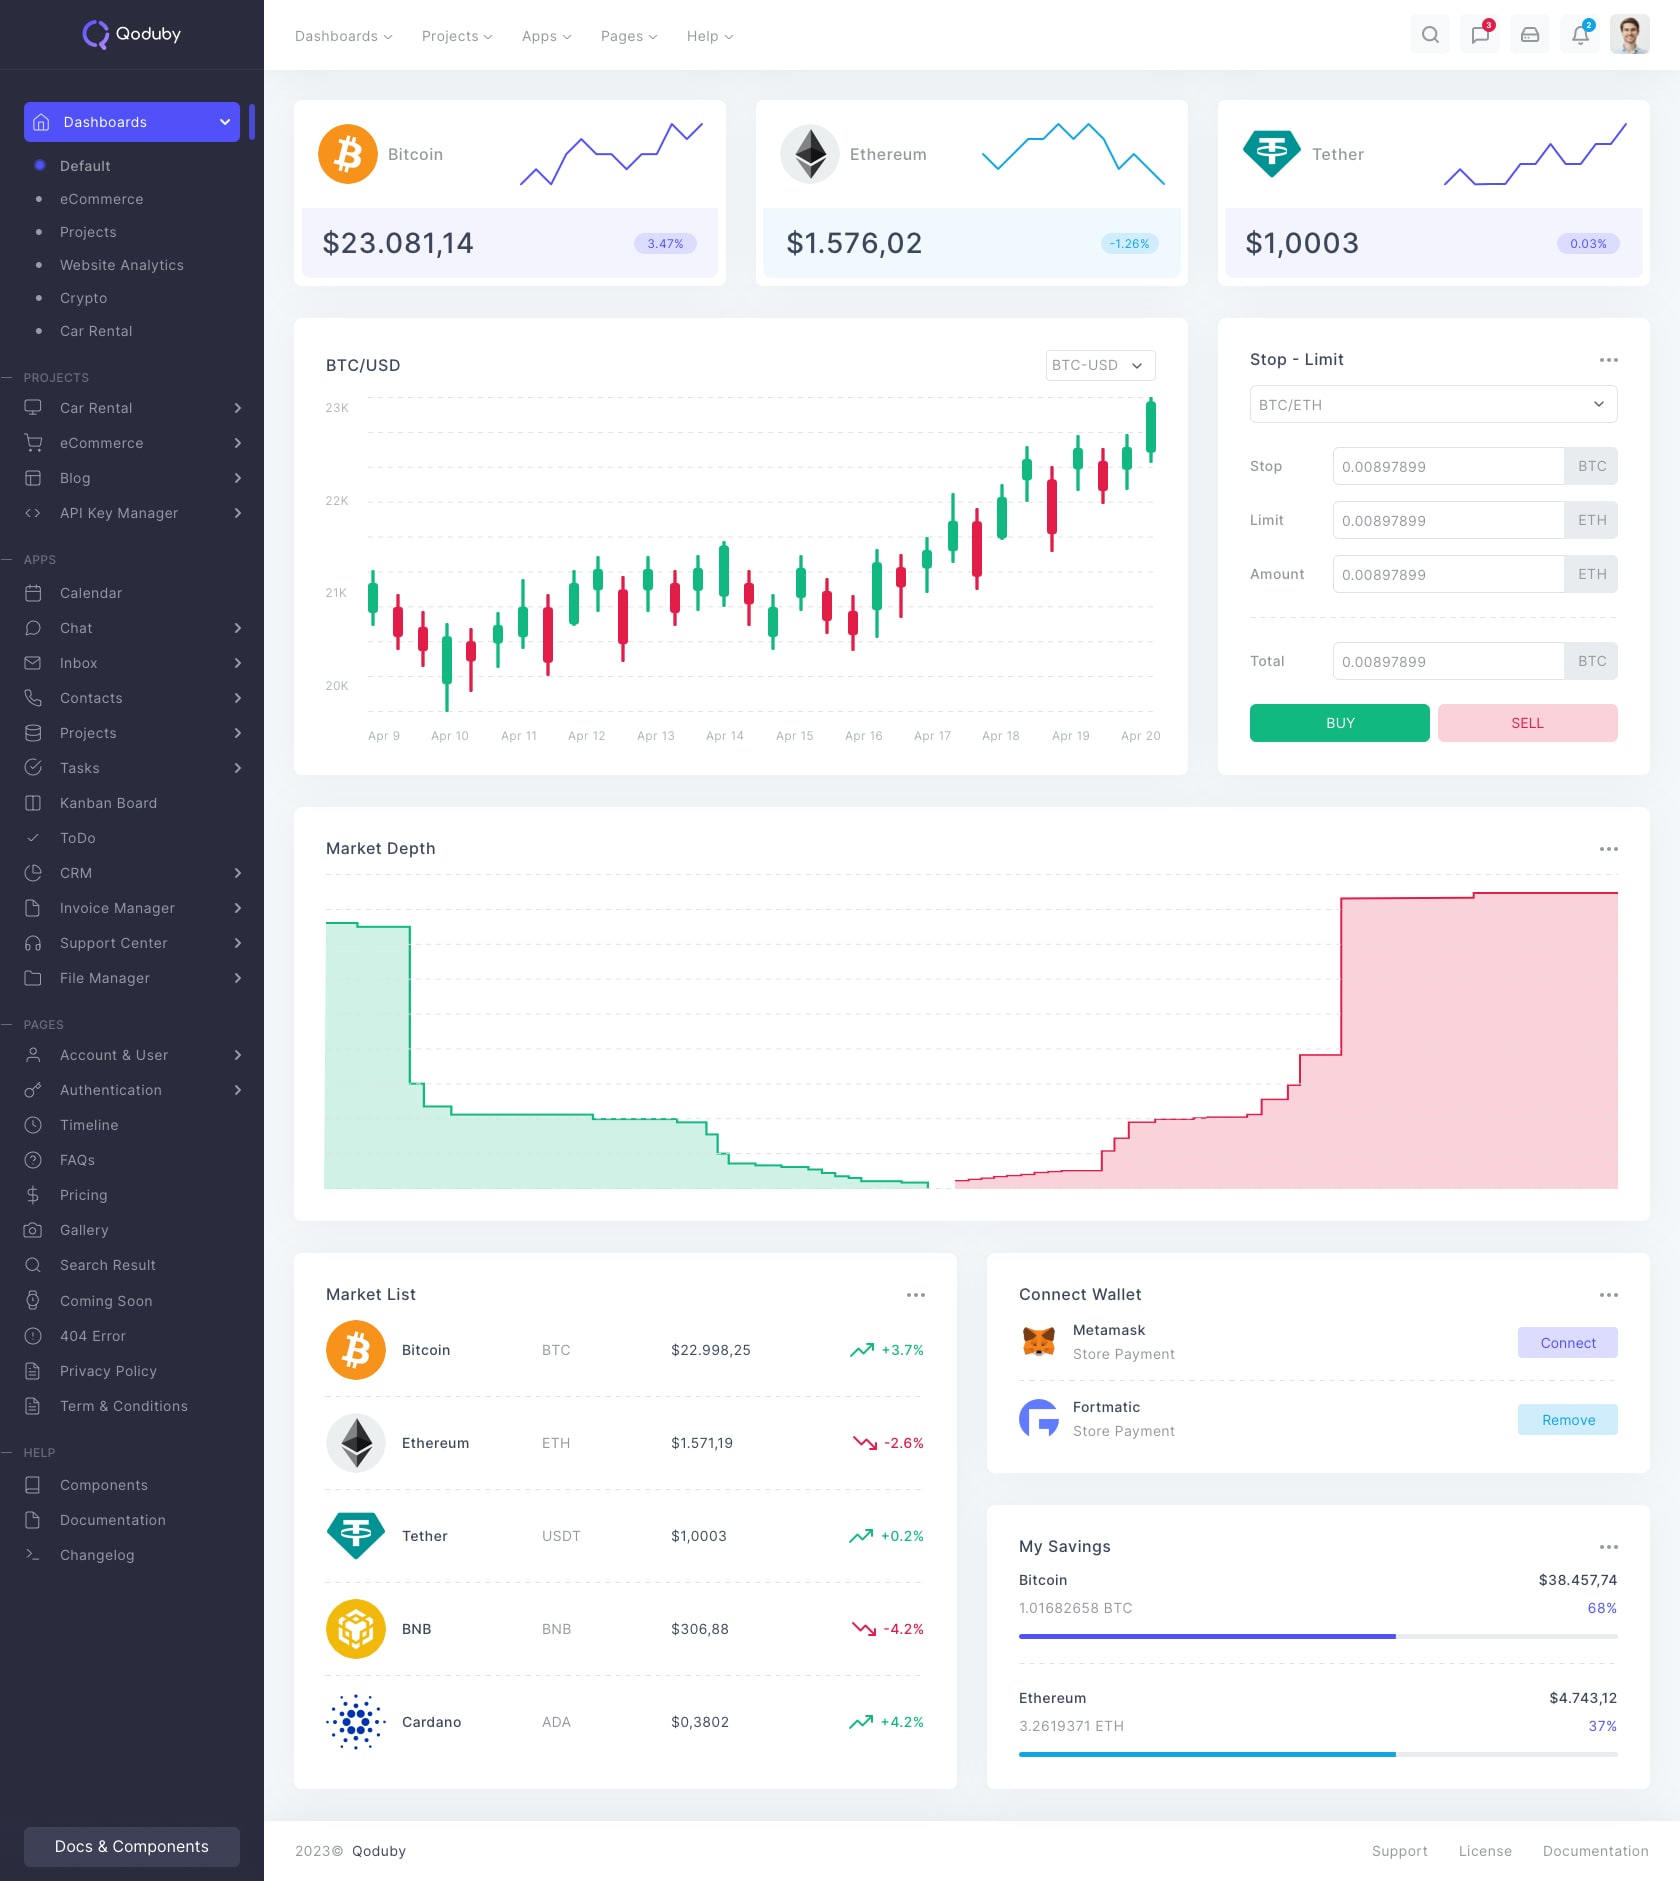 Qoduby
Dashboards
Default
eCommerce
Projects
Website Analytics
Crypto
Car Rental
PROJECTS
Car Rental
eCommerce
Blog
API Key Manager
APPS
Calendar
Chat
Inbox
Contacts
Projects
Tasks
Kanban Board
ToDo
CRM
Invoice Manager
Support Center
File Manager
PAGES
Account & User
Authentication
Timeline
FAQs
Pricing
Gallery
Search Result
Coming Soon
404 Error
Privacy Policy
Term & Conditions
HELP
Components
Documentation
Changelog
Docs & Components
Dashboards Projects Apps Pages Help 3 2
Bitcoin
$23.081,14 3.47%
Ethereum
$1.576,02 -1.26%
Tether
$1,0003 0.03%
BTC/USD BTC-USD
23K
22K
21K
20K
Apr 9 Apr 10 Apr 11 Apr 12 Apr 13 Apr 14 Apr 15 Apr 16 Apr 17 Apr 18 Apr 19 Apr 20
Stop - Limit
BTC/ETH
Stop 0.00897899 BTC
Limit 0.00897899 ETH
Amount 0.00897899 ETH
Total 0.00897899 BTC
BUY SELL
Market Depth
Market List
Bitcoin BTC $22.998,25 +3.7%
Ethereum ETH $1.571,19 -2.6%
Tether USDT $1,0003 +0.2%
BNB BNB $306,88 -4.2%
Cardano ADA $0,3802 +4.2%
Connect Wallet
Metamask
Store Payment
Connect
Fortmatic
Store Payment
Remove
My Savings
Bitcoin $38.457,74
1.01682658 BTC 68%
Ethereum $4.743,12
3.2619371 ETH 37%
2023© Qoduby Support License Documentation